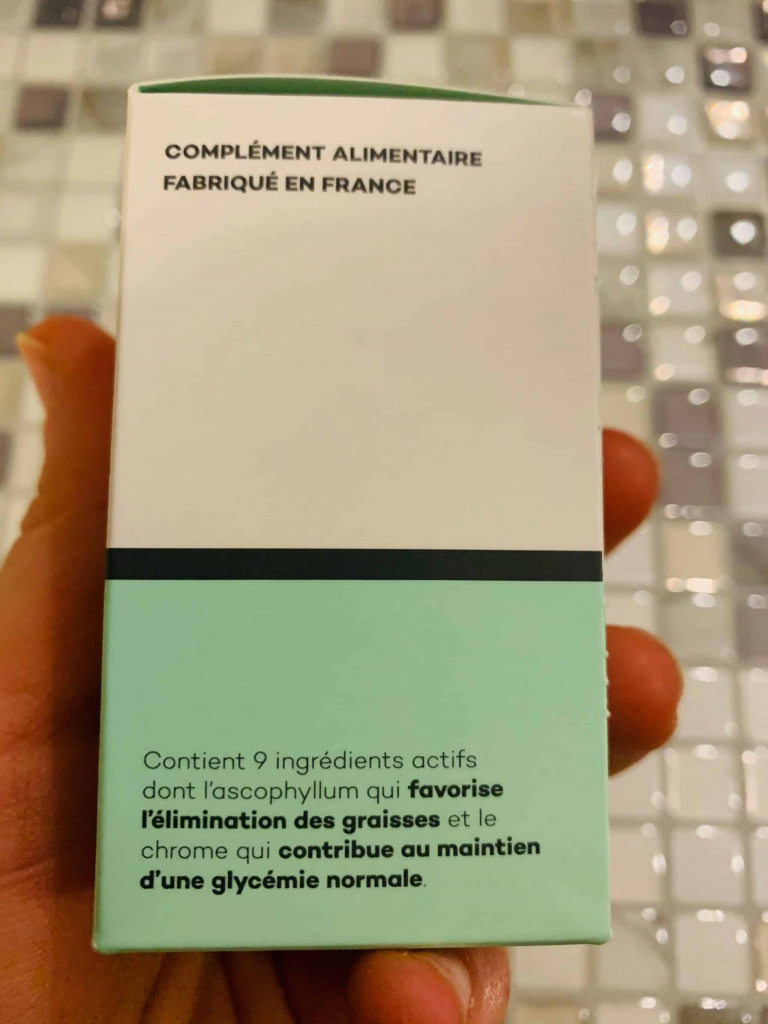 COMPLÉMENT ALIMENTAIRE
FABRIQUÉ EN FRANCE
Contient 9 ingrédients actifs
dont l'ascophyllum qui favorise
l'élimination des graisses et le
chrome qui contribue au maintien
d'une glycémie normale.